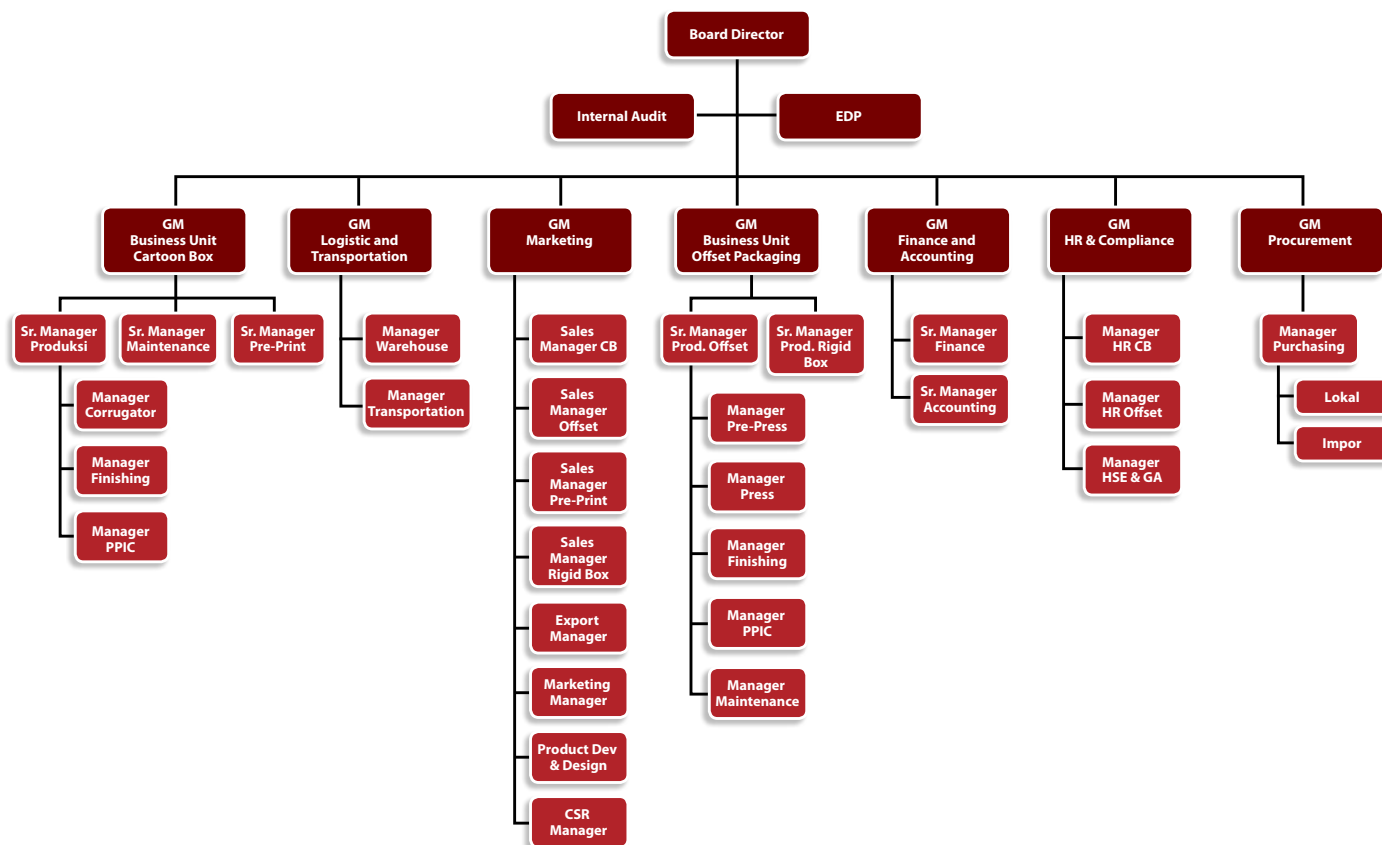 Board Director
Internal Audit
EDP
GM
Business Unit
Cartoon Box
GM
Logistic and
Transportation
GM
Marketing
GM
Business Unit
Offset Packaging
GM
Finance and
Accounting
GM
HR & Compliance
GM
Procurement
Sr. Manager
Produksi
Sr. Manager
Maintenance
Sr. Manager
Pre-Print
Manager
Corrugator
Manager
Finishing
Manager
PPIC
Manager
Warehouse
Manager
Transportation
Sales
Manager CB
Sales
Manager
Offset
Sales
Manager
Pre-Print
Sales
Manager
Rigid Box
Export
Manager
Marketing
Manager
Product Dev
& Design
CSR
Manager
Sr. Manager
Prod. Offset
Sr. Manager
Prod. Rigid
Box
Manager
Pre-Press
Manager
Press
Manager
Finishing
Manager
PPIC
Manager
Maintenance
Sr. Manager
Finance
Sr. Manager
Accounting
Manager
HR CB
Manager
HR Offset
Manager
HSE & GA
Manager
Purchasing
Lokal
Impor